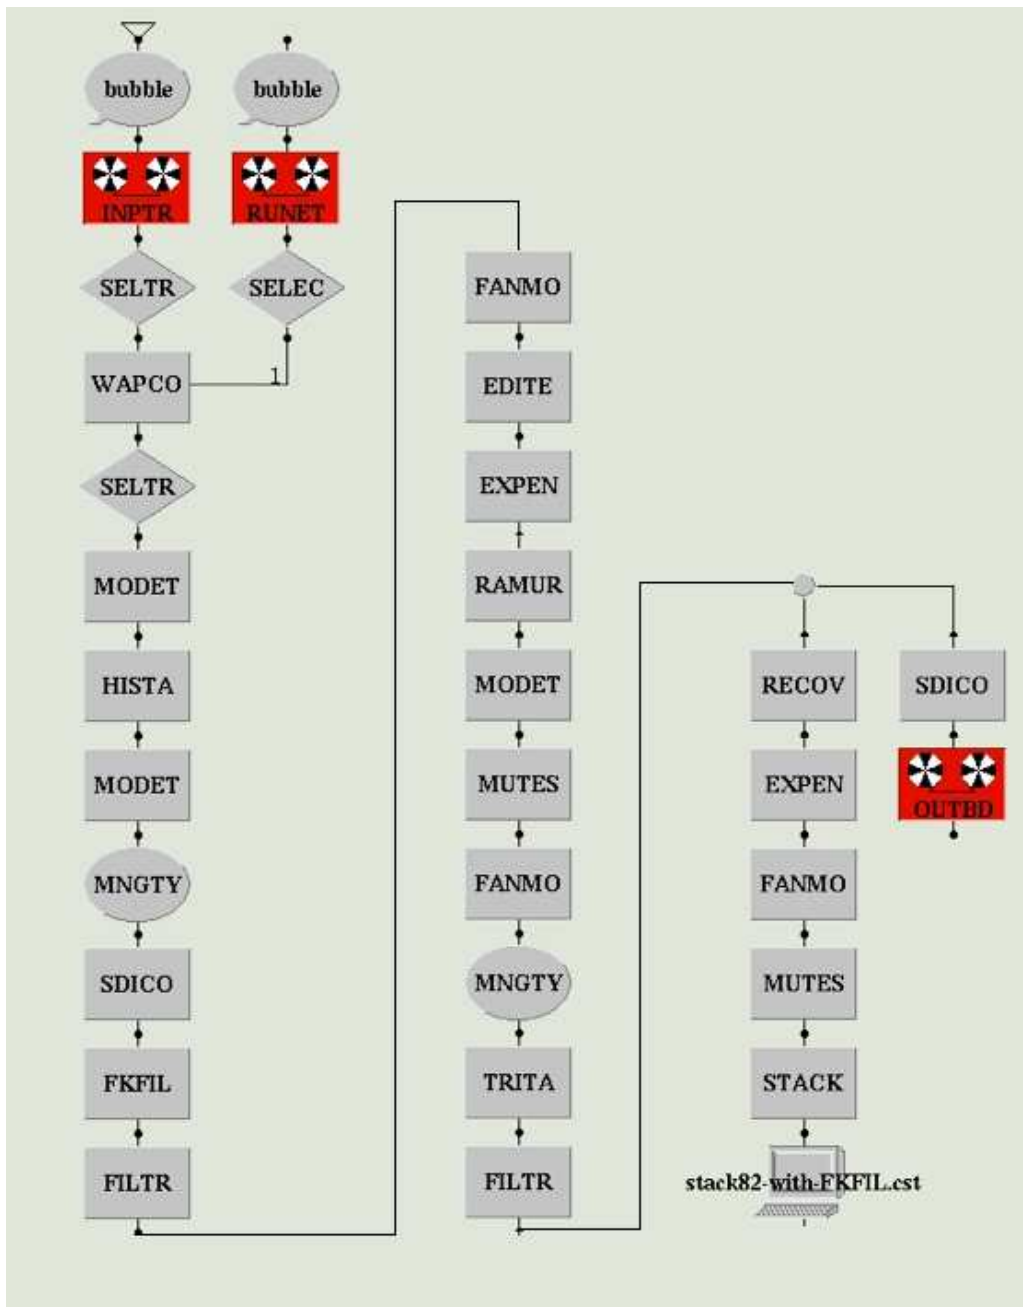 bubble
bubble
INPTR
RUNET
SELTR
SELEC
WAPCO
1
SELTR
MODET
HISTA
MODET
MNGTY
SDICO
FKFIL
FILTR
FANMO
EDITE
EXPEN
RAMUR
MODET
MUTES
FANMO
MNGTY
TRITA
FILTR
RECOV
SDICO
EXPEN
OUTBD
FANMO
MUTES
STACK
stack82-with-FKFIL.cst